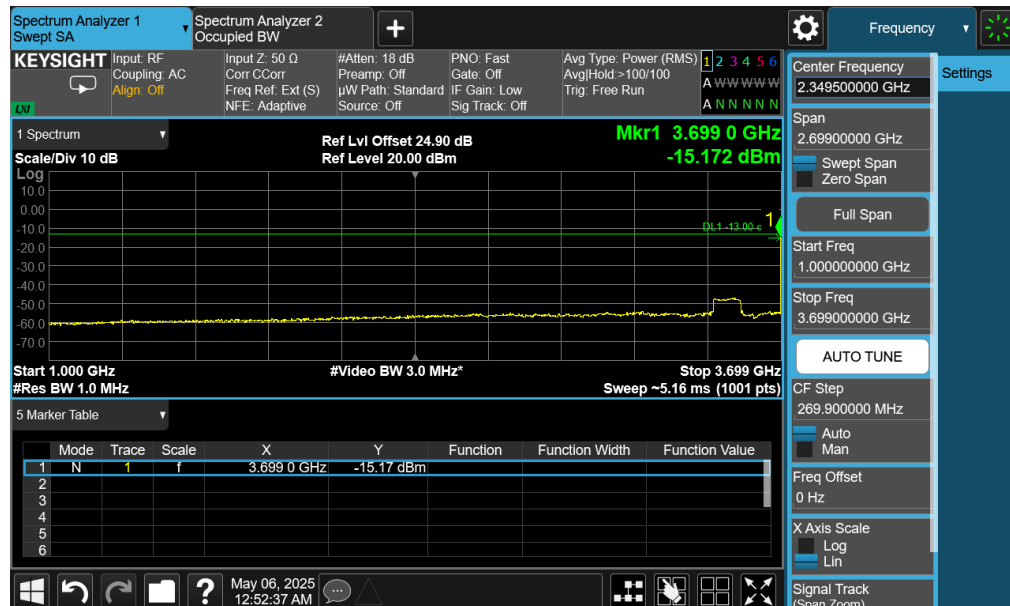 Spectrum Analyzer 1
Swept SA
Spectrum Analyzer 2
Occupied BW
+
Frequency
KEYSIGHT
LXI
Input: RF
Coupling: AC
Align: Off
Input Z: 50 Ω
Corr CCorr
Freq Ref: Ext (S)
NFE: Adaptive
#Atten: 18 dB
Preamp: Off
µW Path: Standard
Source: Off
PNO: Fast
Gate: Off
IF Gain: Low
Sig Track: Off
Avg Type: Power (RMS)
Avg|Hold:>100/100
Trig: Free Run
1 2 3 4 5 6
A W W W W W
A N N N N N
1 Spectrum
Scale/Div 10 dB
Ref Lvl Offset 24.90 dB
Ref Level 20.00 dBm
Mkr1 3.699 0 GHz
-15.172 dBm
Log
10.0
0.00
-10.0
-20.0
-30.0
-40.0
-50.0
-60.0
-70.0
DL1 -13.00
1
Start 1.000 GHz
#Res BW 1.0 MHz
#Video BW 3.0 MHz*
Stop 3.699 GHz
Sweep ~5.16 ms (1001 pts)
5 Marker Table
Mode Trace Scale X Y Function Function Width Function Value
1 N 1 f 3.699 0 GHz -15.17 dBm
2
3
4
5
6
?
May 06, 2025
12:52:37 AM
Center Frequency
2.349500000 GHz
Span
2.69900000 GHz
Swept Span
Zero Span
Full Span
Start Freq
1.000000000 GHz
Stop Freq
3.699000000 GHz
AUTO TUNE
CF Step
269.900000 MHz
Auto
Man
Freq Offset
0 Hz
X Axis Scale
Log
Lin
Signal Track
(Span Zoom)
Settings